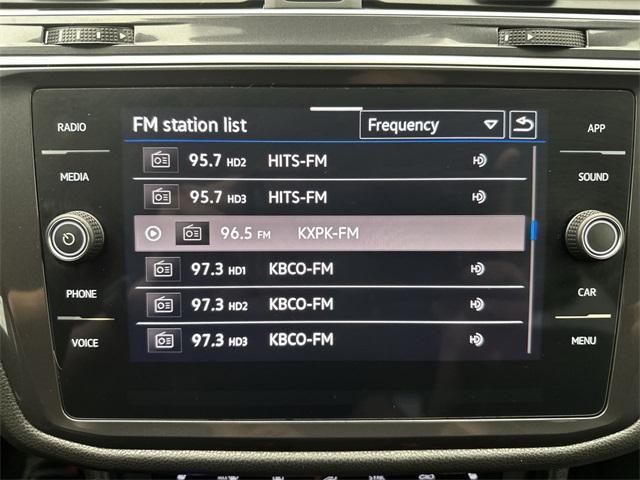 RADIO
MEDIA
PHONE
VOICE
FM station list
Frequency
95.7 HD2 HITS-FM
95.7 HD3 HITS-FM
96.5 FM KXPK-FM
97.3 HD1 KBCO-FM
97.3 HD2 KBCO-FM
97.3 HD3 KBCO-FM
APP
SOUND
CAR
MENU